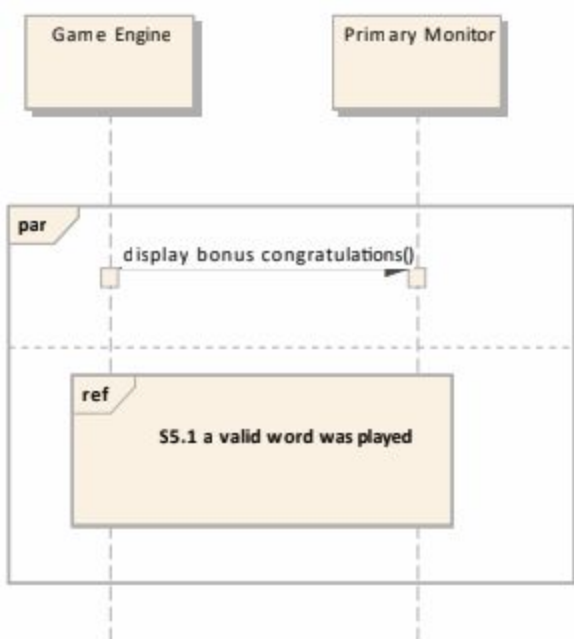 Game Engine
Primary Monitor
par
display bonus congratulations()
ref
S5.1 a valid word was played